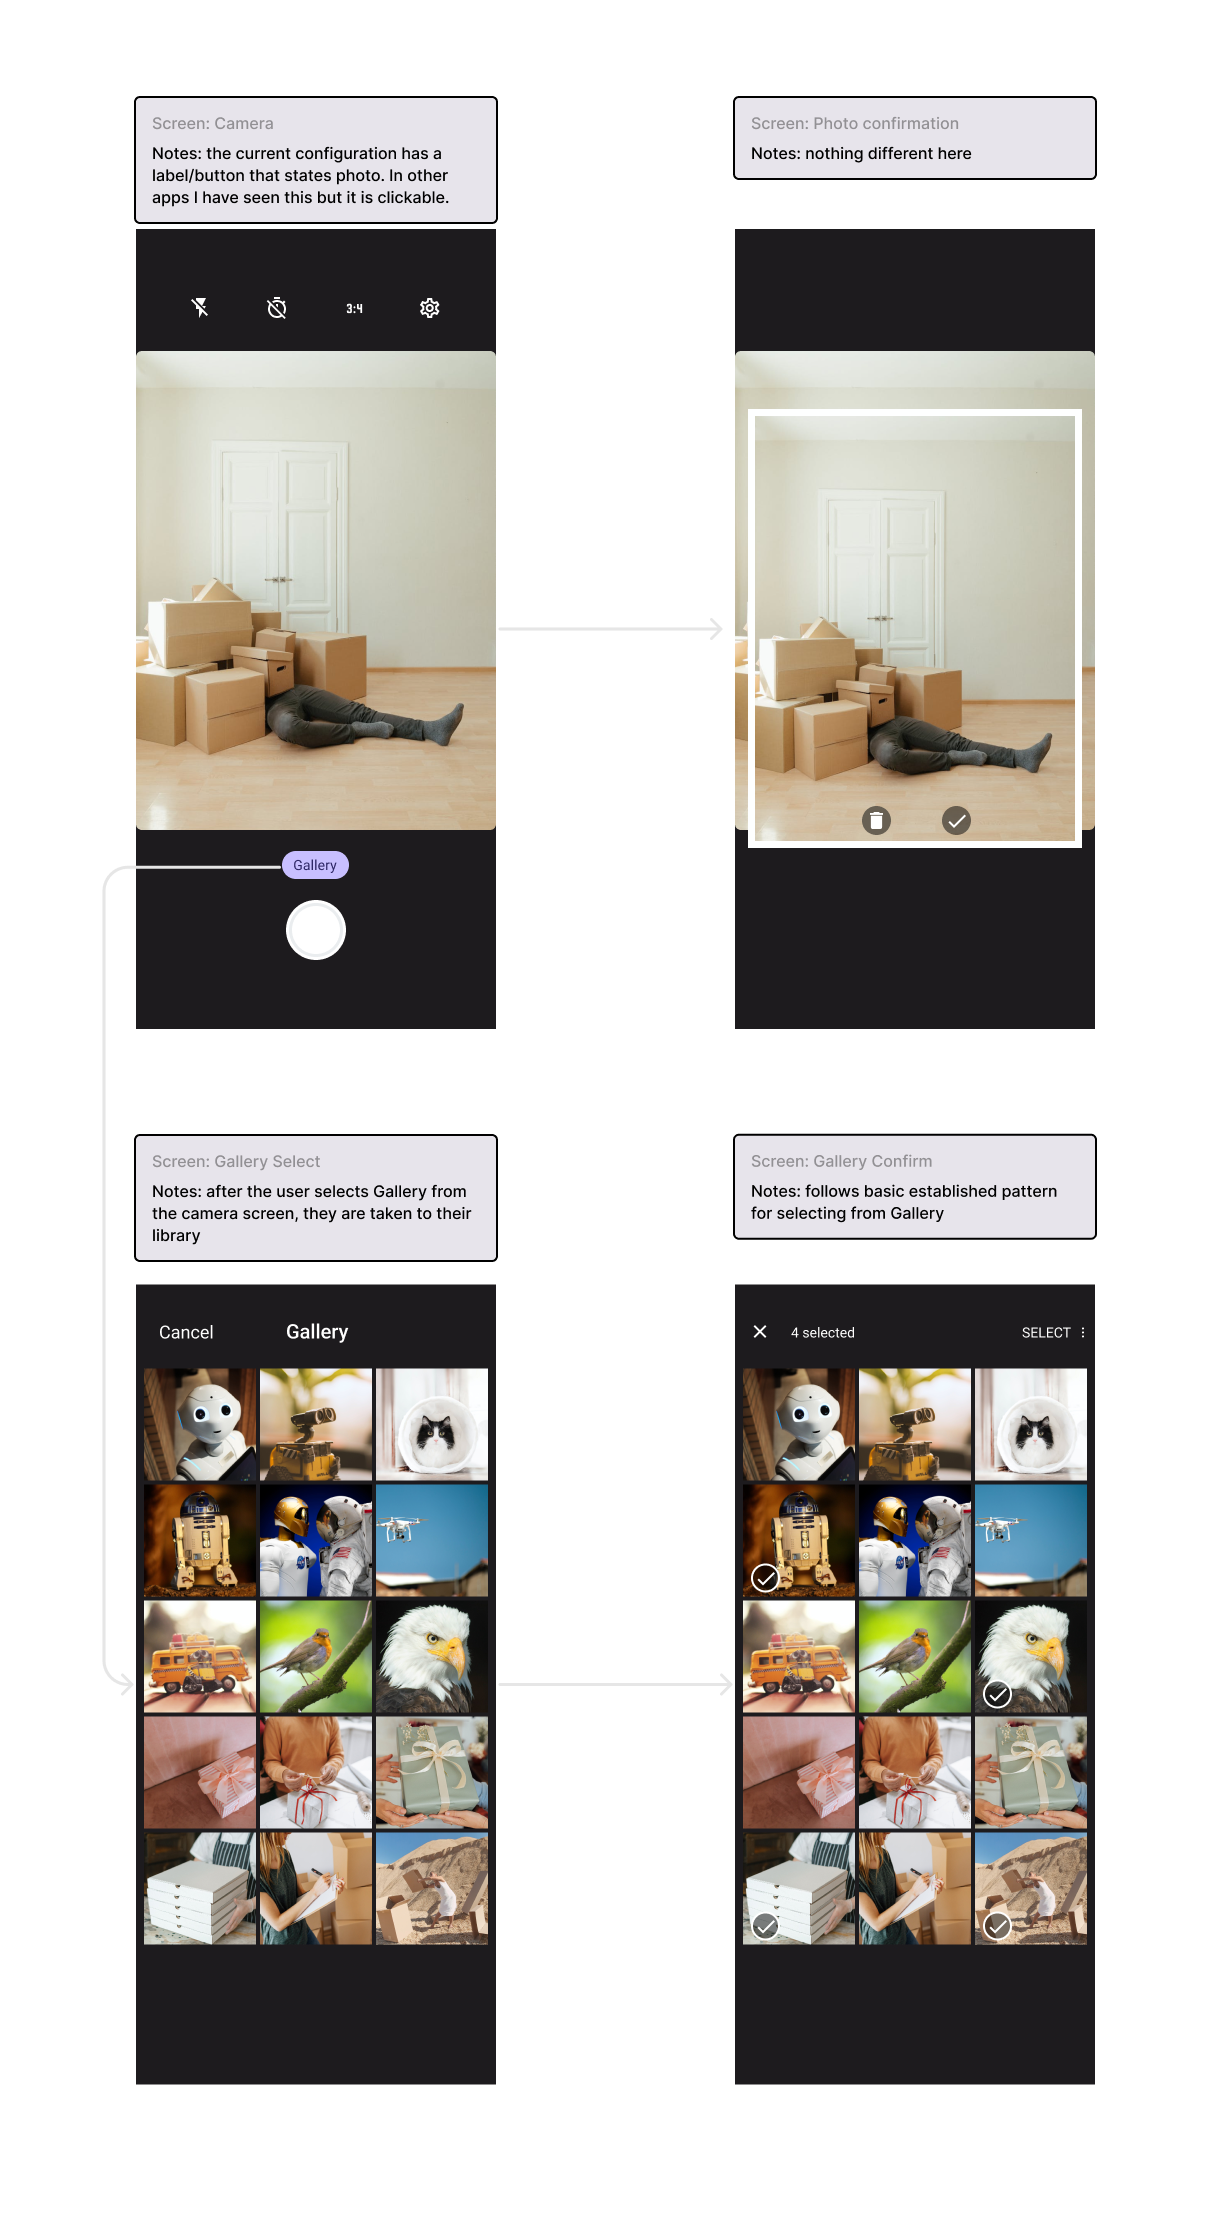 Screen: Camera
Notes: the current configuration has a
label/button that states photo. In other
apps I have seen this but it is clickable.
Screen: Photo confirmation
Notes: nothing different here
3:4
Gallery
Screen: Gallery Select
Notes: after the user selects Gallery from
the camera screen, they are taken to their
library
Screen: Gallery Confirm
Notes: follows basic established pattern
for selecting from Gallery
Cancel
Gallery
4 selected
SELECT